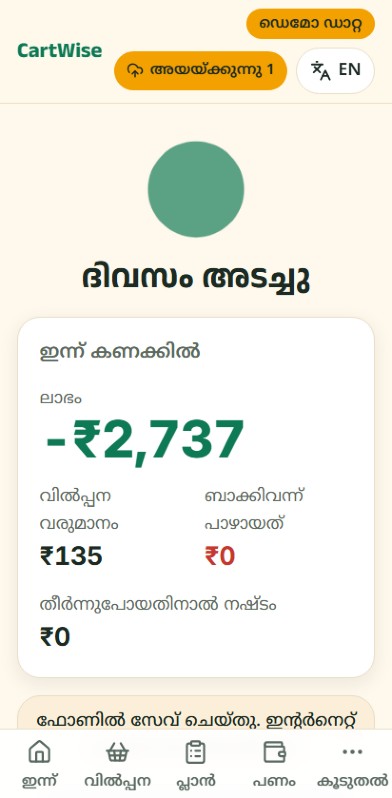 ഡെമോ ഡാറ്റ
CartWise
അയയ്ക്കുന്നു 1
EN
ദിവസം അടച്ചു
ഇന്ന് കണക്കിൽ
ലാഭം
-₹2,737
വിൽപ്പന വരുമാനം
₹135
ബാക്കിവന്ന് പാഴായത്
₹0
തീർന്നുപോയതിനാൽ നഷ്ടം
₹0
ഫോണിൽ സേവ് ചെയ്തു. ഇന്റർനെറ്റ്
ഇന്ന്
വിൽപ്പന
പ്ലാൻ
പണം
കൂടുതൽ